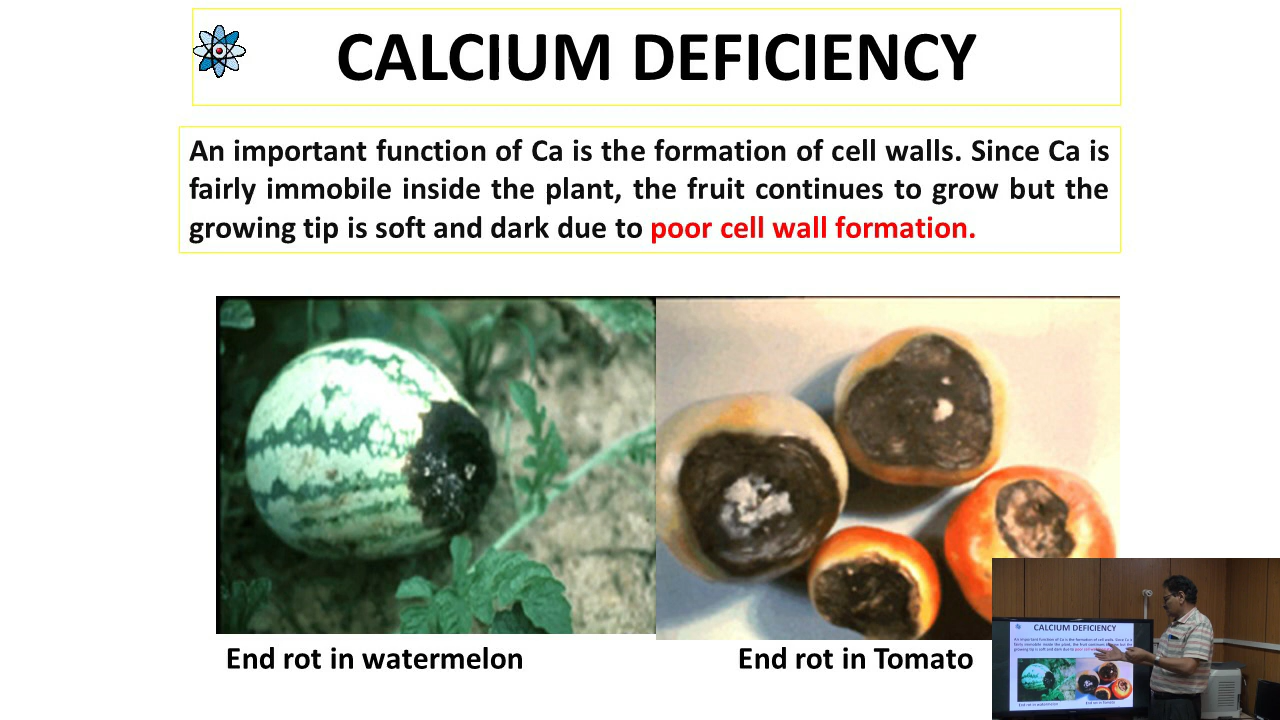 CALCIUM DEFICIENCY
An important function of Ca is the formation of cell walls. Since Ca is
fairly immobile inside the plant, the fruit continues to grow but the
growing tip is soft and dark due to poor cell wall formation.
End rot in watermelon
End rot in Tomato
CALCIUM DEFICIENCY